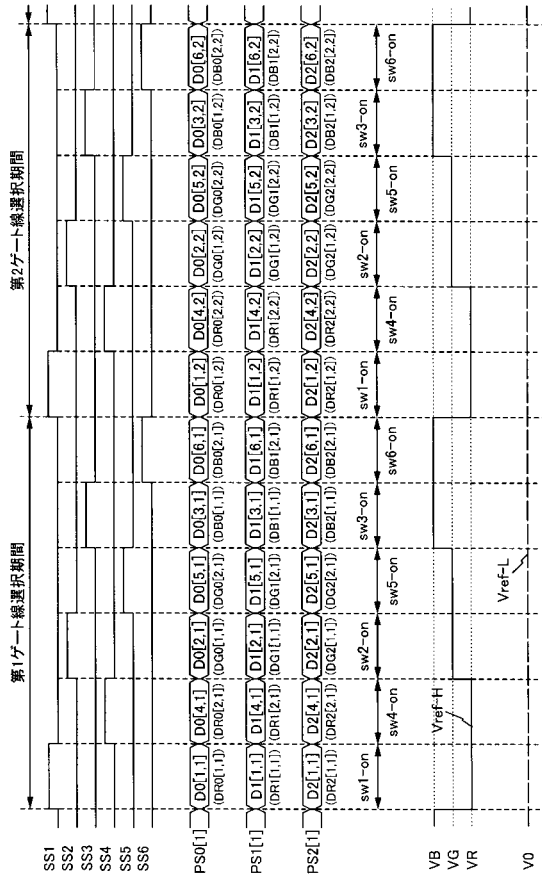 第1ゲート線選択期間 第2ゲート線選択期間
SS1
SS2
SS3
SS4
SS5
SS6
PS0[1] D0[1,1] D0[4,1] D0[2,1] D0[5,1] D0[3,1] D0[6,1] D0[1,2] D0[4,2] D0[2,2] D0[5,2] D0[3,2] D0[6,2]
(DR0[1,1]) (DR0[2,1]) (DG0[1,1]) (DG0[2,1]) (DB0[1,1]) (DB0[2,1]) (DR0[1,2]) (DR0[2,2]) (DG0[1,2]) (DG0[2,2]) (DB0[1,2]) (DB0[2,2])
PS1[1] D1[1,1] D1[4,1] D1[2,1] D1[5,1] D1[3,1] D1[6,1] D1[1,2] D1[4,2] D1[2,2] D1[5,2] D1[3,2] D1[6,2]
(DR1[1,1]) (DR1[2,1]) (DG1[1,1]) (DG1[2,1]) (DB1[1,1]) (DB1[2,1]) (DR1[1,2]) (DR1[2,2]) (DG1[1,2]) (DG1[2,2]) (DB1[1,2]) (DB1[2,2])
PS2[1] D2[1,1] D2[4,1] D2[2,1] D2[5,1] D2[3,1] D2[6,1] D2[1,2] D2[4,2] D2[2,2] D2[5,2] D2[3,2] D2[6,2]
(DR2[1,1]) (DR2[2,1]) (DG2[1,1]) (DG2[2,1]) (DB2[1,1]) (DB2[2,1]) (DR2[1,2]) (DR2[2,2]) (DG2[1,2]) (DG2[2,2]) (DB2[1,2]) (DB2[2,2])
sw1-on sw4-on sw2-on sw5-on sw3-on sw6-on sw1-on sw4-on sw2-on sw5-on sw3-on sw6-on
VB
VG
VR
Vref-H
Vref-L
V0